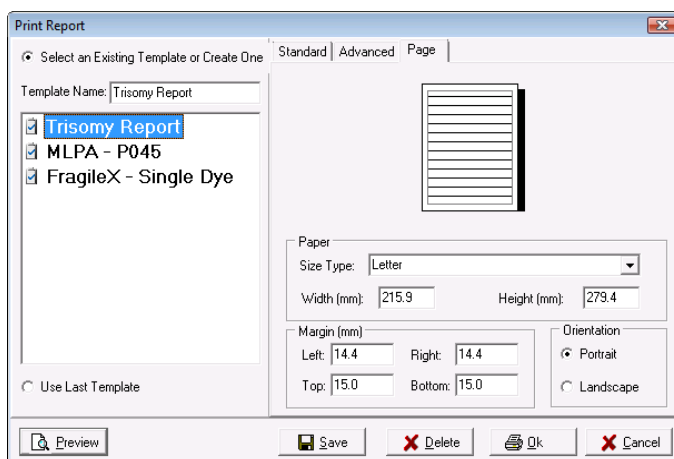 Print Report
Select an Existing Template or Create One
Template Name: Trisomy Report
Trisomy Report
MLPA - P045
FragileX - Single Dye
Use Last Template
Standard Advanced Page
Paper
Size Type: Letter
Width (mm): 215.9 Height (mm): 279.4
Margin (mm)
Left: 14.4 Right: 14.4
Top: 15.0 Bottom: 15.0
Orientation
Portrait
Landscape
Preview Save Delete Ok Cancel